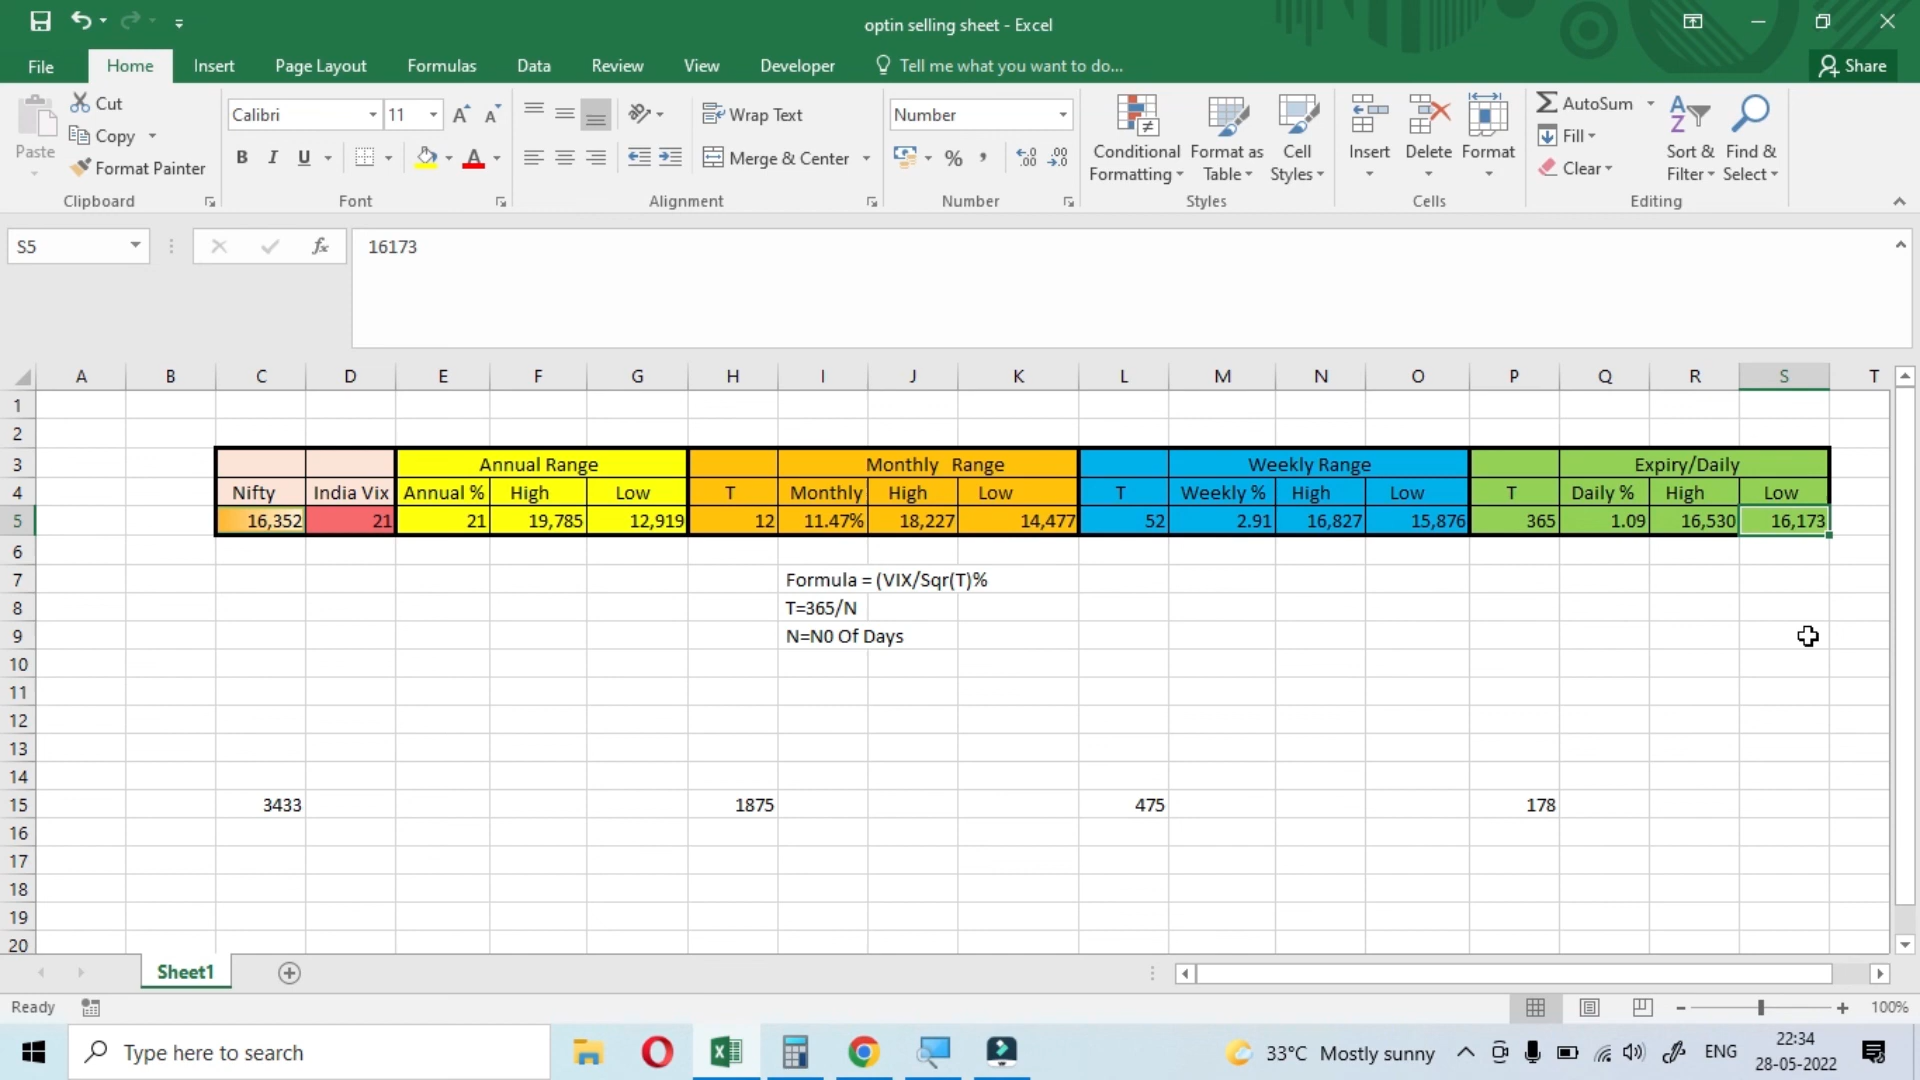 optin selling sheet - Excel
File Home Insert Page Layout Formulas Data Review View Developer Tell me what you want to do... Share
Paste
Cut
Copy
Format Painter
Clipboard
Calibri 11
B I U
Font
Wrap Text
Merge & Center
Alignment
Number
%
Number
Conditional Formatting
Format as Table
Cell Styles
Styles
Insert Delete Format
Cells
AutoSum
Fill
Clear
Sort & Filter
Find & Select
Editing
S5 fx 16173
A B C D E F G H I J K L M N O P Q R S T
1
2
3 Annual Range Monthly Range Weekly Range Expiry/Daily
4 Nifty India Vix Annual % High Low T Monthly High Low T Weekly % High Low T Daily % High Low
5 16,352 21 21 19,785 12,919 12 11.47% 18,227 14,477 52 2.91 16,827 15,876 365 1.09 16,530 16,173
6
7 Formula = (VIX/Sqr(T)%
8 T=365/N
9 N=N0 Of Days
10
11
12
13
14
15 3433 1875 475 178
16
17
18
19
20
Sheet1
Ready 100%
Type here to search
33°C Mostly sunny ENG
22:34
28-05-2022